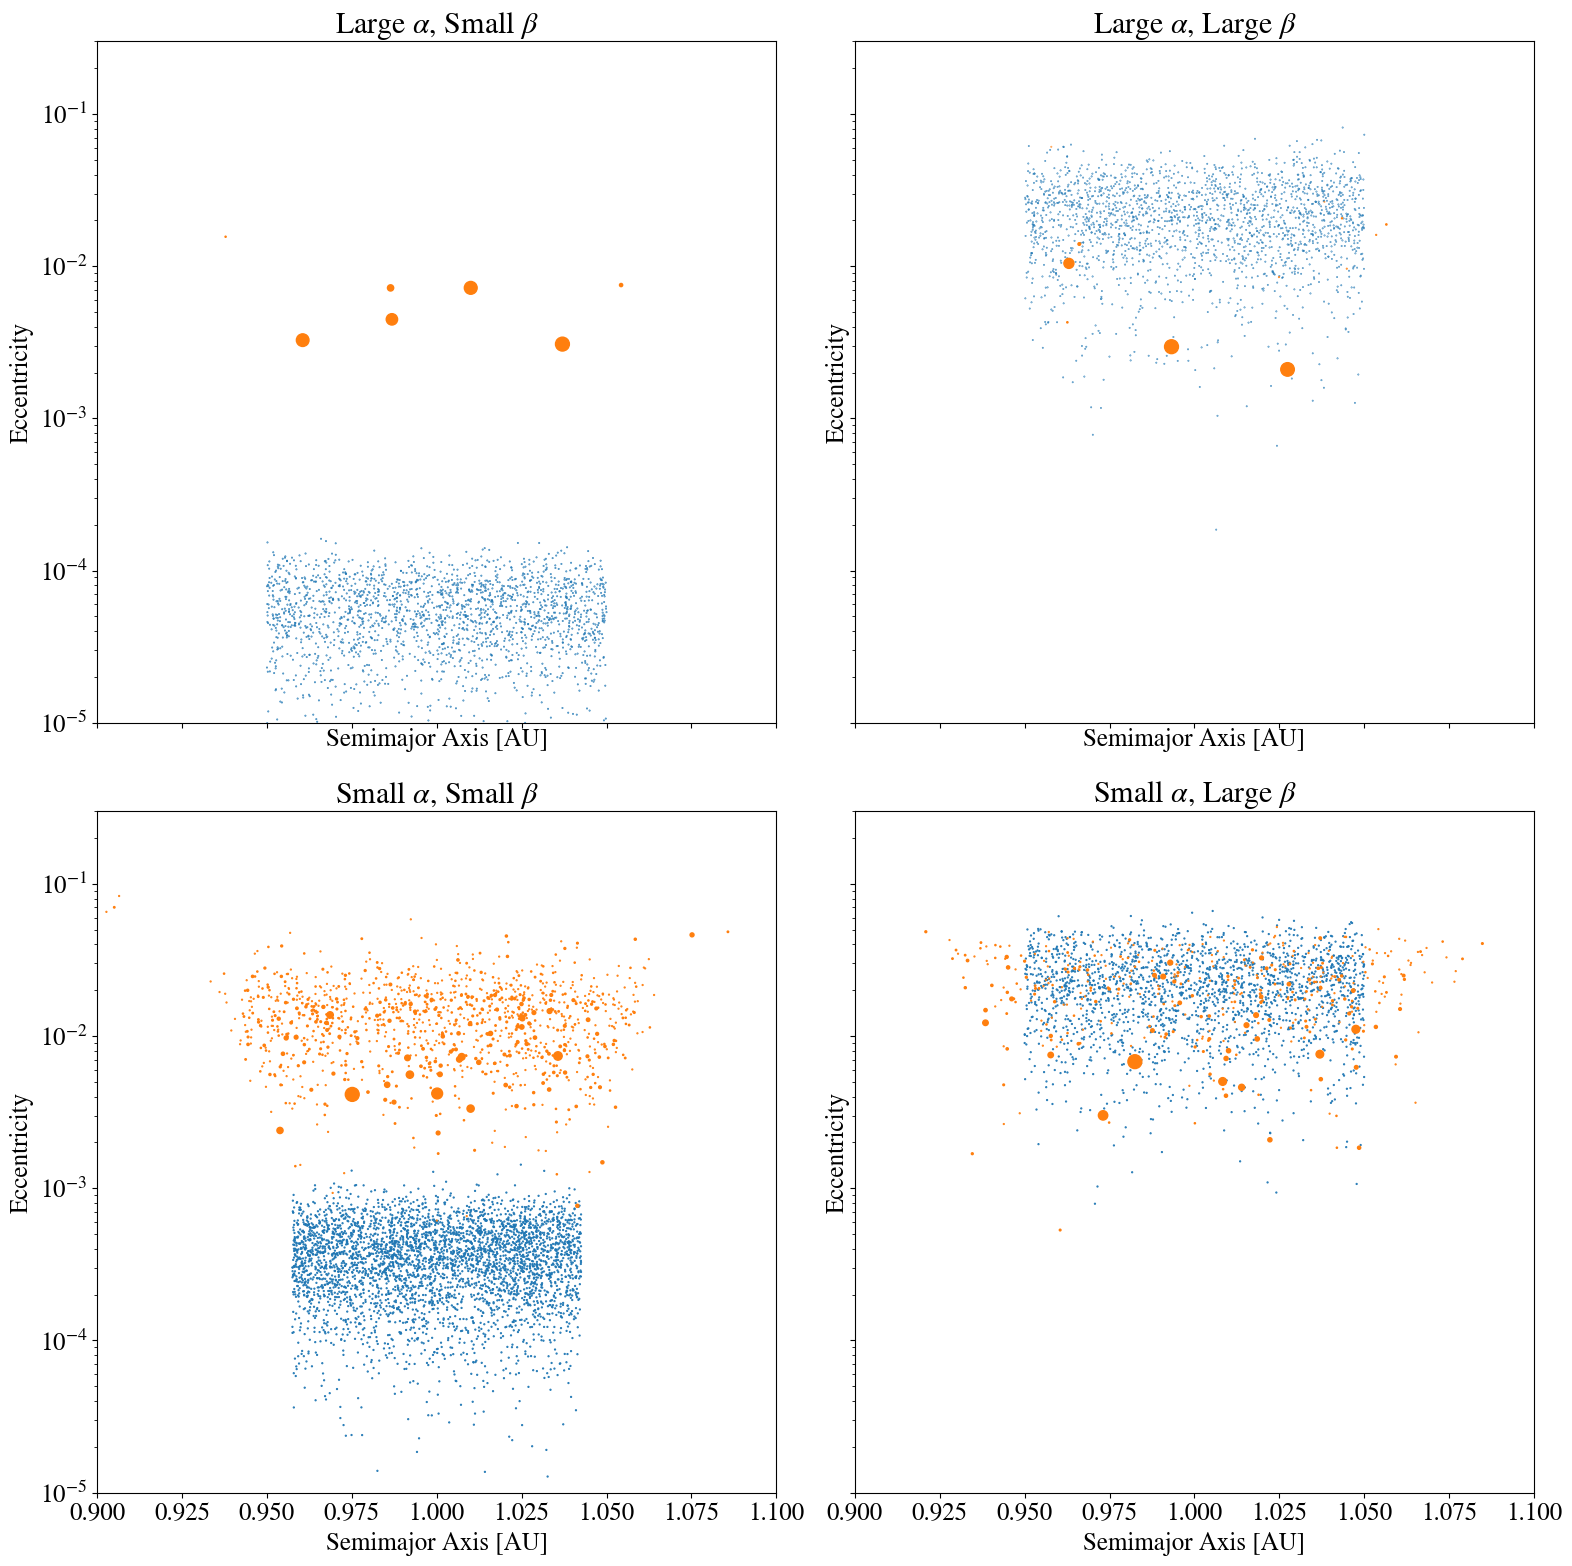 Large α, Small β
Large α, Large β
10⁻¹
10⁻²
10⁻³
10⁻⁴
10⁻⁵
Eccentricity
Eccentricity
Semimajor Axis [AU]
Semimajor Axis [AU]
Small α, Small β
Small α, Large β
10⁻¹
10⁻²
10⁻³
10⁻⁴
10⁻⁵
Eccentricity
Eccentricity
0.900 0.925 0.950 0.975 1.000 1.025 1.050 1.075 1.100
0.900 0.925 0.950 0.975 1.000 1.025 1.050 1.075 1.100
Semimajor Axis [AU]
Semimajor Axis [AU]